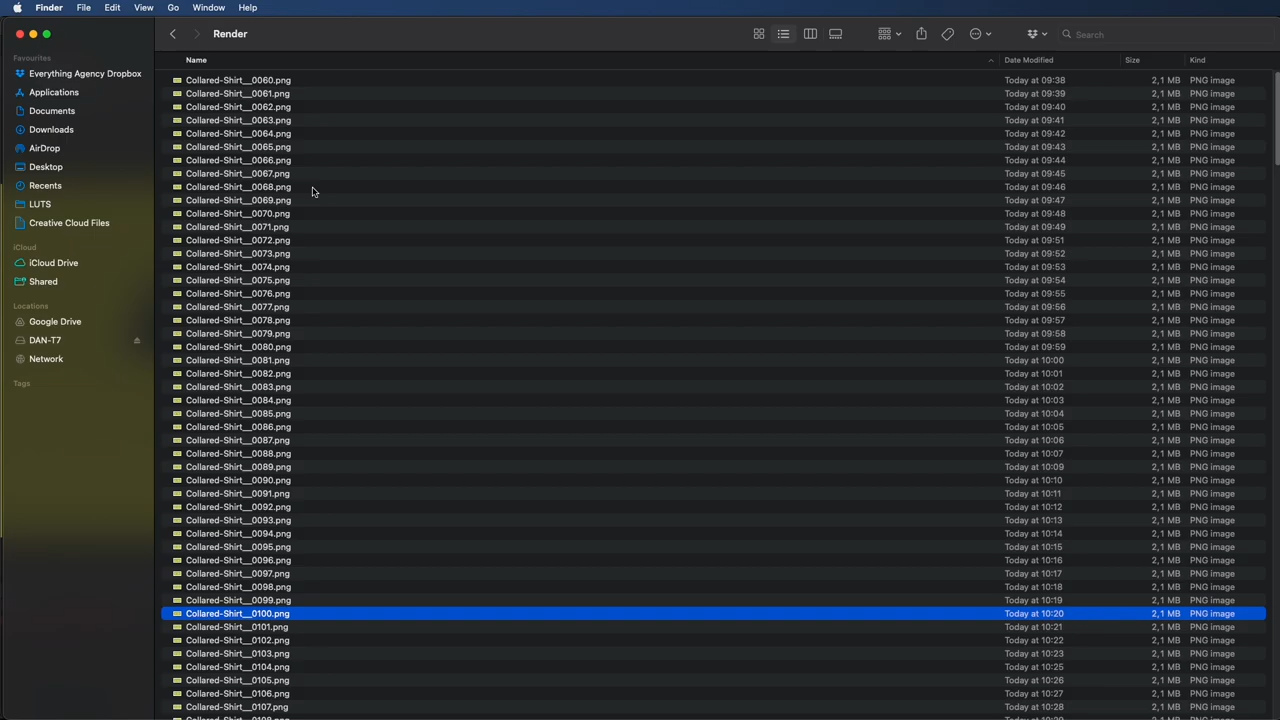 Finder File Edit View Go Window Help
Render
Search
Favourites
Everything Agency Dropbox
Applications
Documents
Downloads
AirDrop
Desktop
Recents
LUTS
Creative Cloud Files
iCloud
iCloud Drive
Shared
Locations
Google Drive
DAN-T7
Network
Tags
Name Date Modified Size Kind
Collared-Shirt__0060.png Today at 09:38 2,1 MB PNG image
Collared-Shirt__0061.png Today at 09:39 2,1 MB PNG image
Collared-Shirt__0062.png Today at 09:40 2,1 MB PNG image
Collared-Shirt__0063.png Today at 09:41 2,1 MB PNG image
Collared-Shirt__0064.png Today at 09:42 2,1 MB PNG image
Collared-Shirt__0065.png Today at 09:43 2,1 MB PNG image
Collared-Shirt__0066.png Today at 09:44 2,1 MB PNG image
Collared-Shirt__0067.png Today at 09:45 2,1 MB PNG image
Collared-Shirt__0068.png Today at 09:46 2,1 MB PNG image
Collared-Shirt__0069.png Today at 09:47 2,1 MB PNG image
Collared-Shirt__0070.png Today at 09:48 2,1 MB PNG image
Collared-Shirt__0071.png Today at 09:49 2,1 MB PNG image
Collared-Shirt__0072.png Today at 09:51 2,1 MB PNG image
Collared-Shirt__0073.png Today at 09:52 2,1 MB PNG image
Collared-Shirt__0074.png Today at 09:53 2,1 MB PNG image
Collared-Shirt__0075.png Today at 09:54 2,1 MB PNG image
Collared-Shirt__0076.png Today at 09:55 2,1 MB PNG image
Collared-Shirt__0077.png Today at 09:56 2,1 MB PNG image
Collared-Shirt__0078.png Today at 09:57 2,1 MB PNG image
Collared-Shirt__0079.png Today at 09:58 2,1 MB PNG image
Collared-Shirt__0080.png Today at 09:59 2,1 MB PNG image
Collared-Shirt__0081.png Today at 10:00 2,1 MB PNG image
Collared-Shirt__0082.png Today at 10:01 2,1 MB PNG image
Collared-Shirt__0083.png Today at 10:02 2,1 MB PNG image
Collared-Shirt__0084.png Today at 10:03 2,1 MB PNG image
Collared-Shirt__0085.png Today at 10:04 2,1 MB PNG image
Collared-Shirt__0086.png Today at 10:05 2,1 MB PNG image
Collared-Shirt__0087.png Today at 10:06 2,1 MB PNG image
Collared-Shirt__0088.png Today at 10:07 2,1 MB PNG image
Collared-Shirt__0089.png Today at 10:09 2,1 MB PNG image
Collared-Shirt__0090.png Today at 10:10 2,1 MB PNG image
Collared-Shirt__0091.png Today at 10:11 2,1 MB PNG image
Collared-Shirt__0092.png Today at 10:12 2,1 MB PNG image
Collared-Shirt__0093.png Today at 10:13 2,1 MB PNG image
Collared-Shirt__0094.png Today at 10:14 2,1 MB PNG image
Collared-Shirt__0095.png Today at 10:15 2,1 MB PNG image
Collared-Shirt__0096.png Today at 10:16 2,1 MB PNG image
Collared-Shirt__0097.png Today at 10:17 2,1 MB PNG image
Collared-Shirt__0098.png Today at 10:18 2,1 MB PNG image
Collared-Shirt__0099.png Today at 10:19 2,1 MB PNG image
Collared-Shirt__0100.png Today at 10:20 2,1 MB PNG image
Collared-Shirt__0101.png Today at 10:21 2,1 MB PNG image
Collared-Shirt__0102.png Today at 10:22 2,1 MB PNG image
Collared-Shirt__0103.png Today at 10:23 2,1 MB PNG image
Collared-Shirt__0104.png Today at 10:25 2,1 MB PNG image
Collared-Shirt__0105.png Today at 10:26 2,1 MB PNG image
Collared-Shirt__0106.png Today at 10:27 2,1 MB PNG image
Collared-Shirt__0107.png Today at 10:28 2,1 MB PNG image